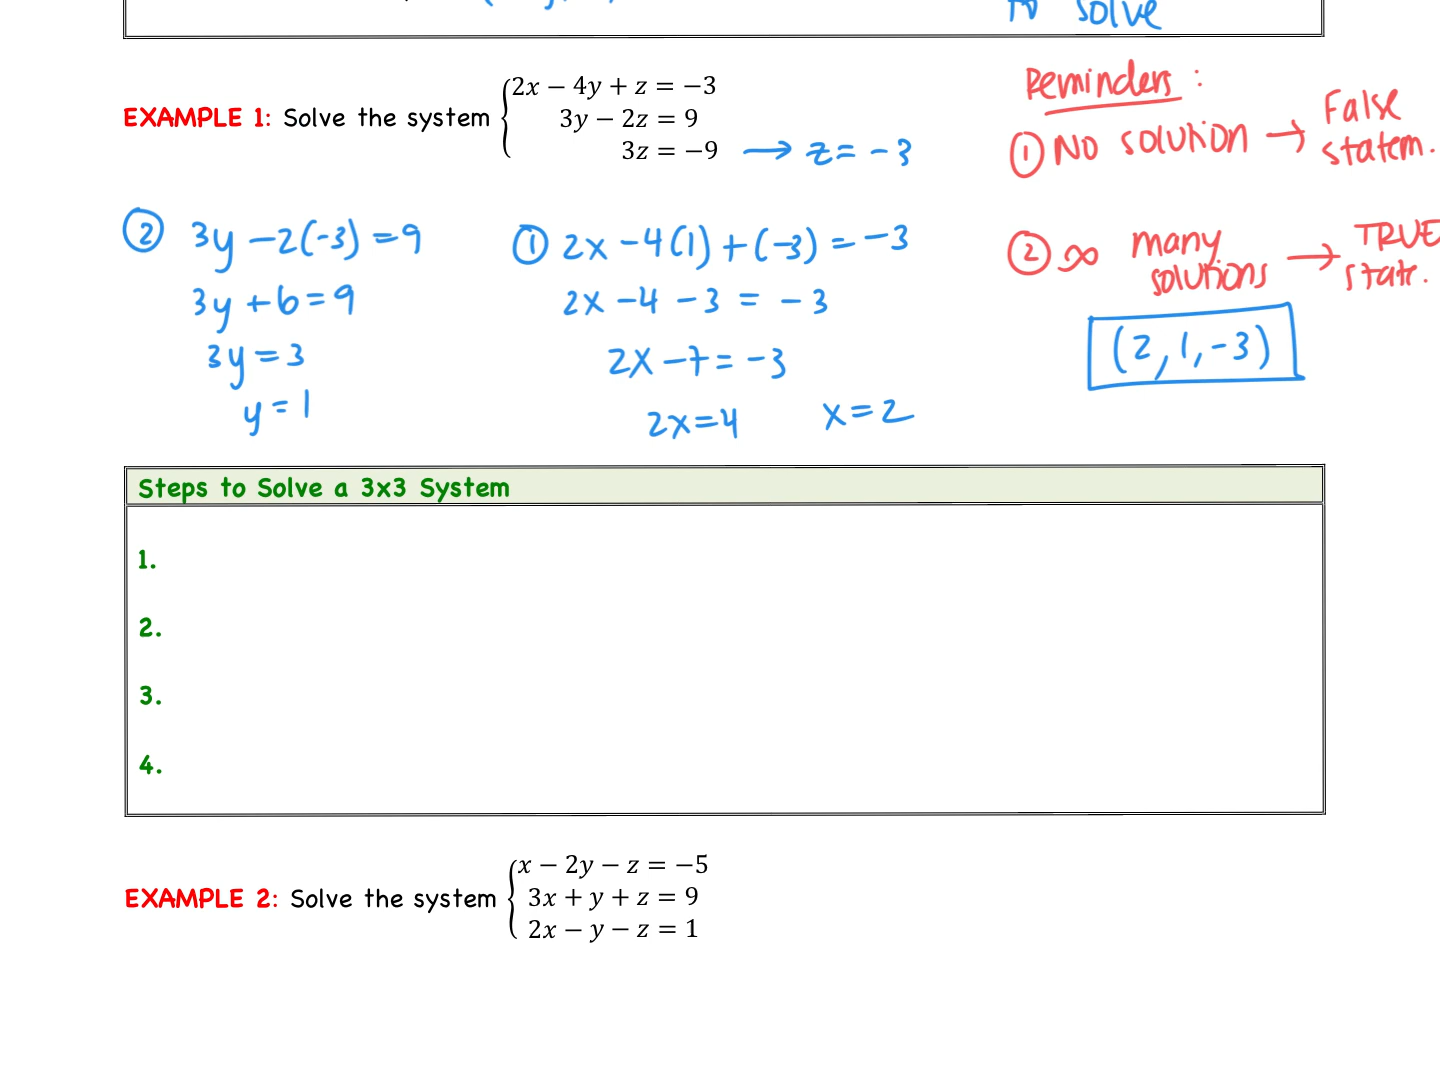 to solve
EXAMPLE 1: Solve the system
2x − 4y + z = −3
3y − 2z = 9
3z = −9 → z = −3
Reminders:
① NO solution → False statem.
② ∞ many solutions → TRUE state.
② 3y − 2(−3) = 9
3y + 6 = 9
3y = 3
y = 1
① 2x − 4(1) + (−3) = −3
2x − 4 − 3 = −3
2x − 7 = −3
2x = 4 x = 2
(2, 1, −3)
Steps to Solve a 3x3 System
1.
2.
3.
4.
EXAMPLE 2: Solve the system
x − 2y − z = −5
3x + y + z = 9
2x − y − z = 1